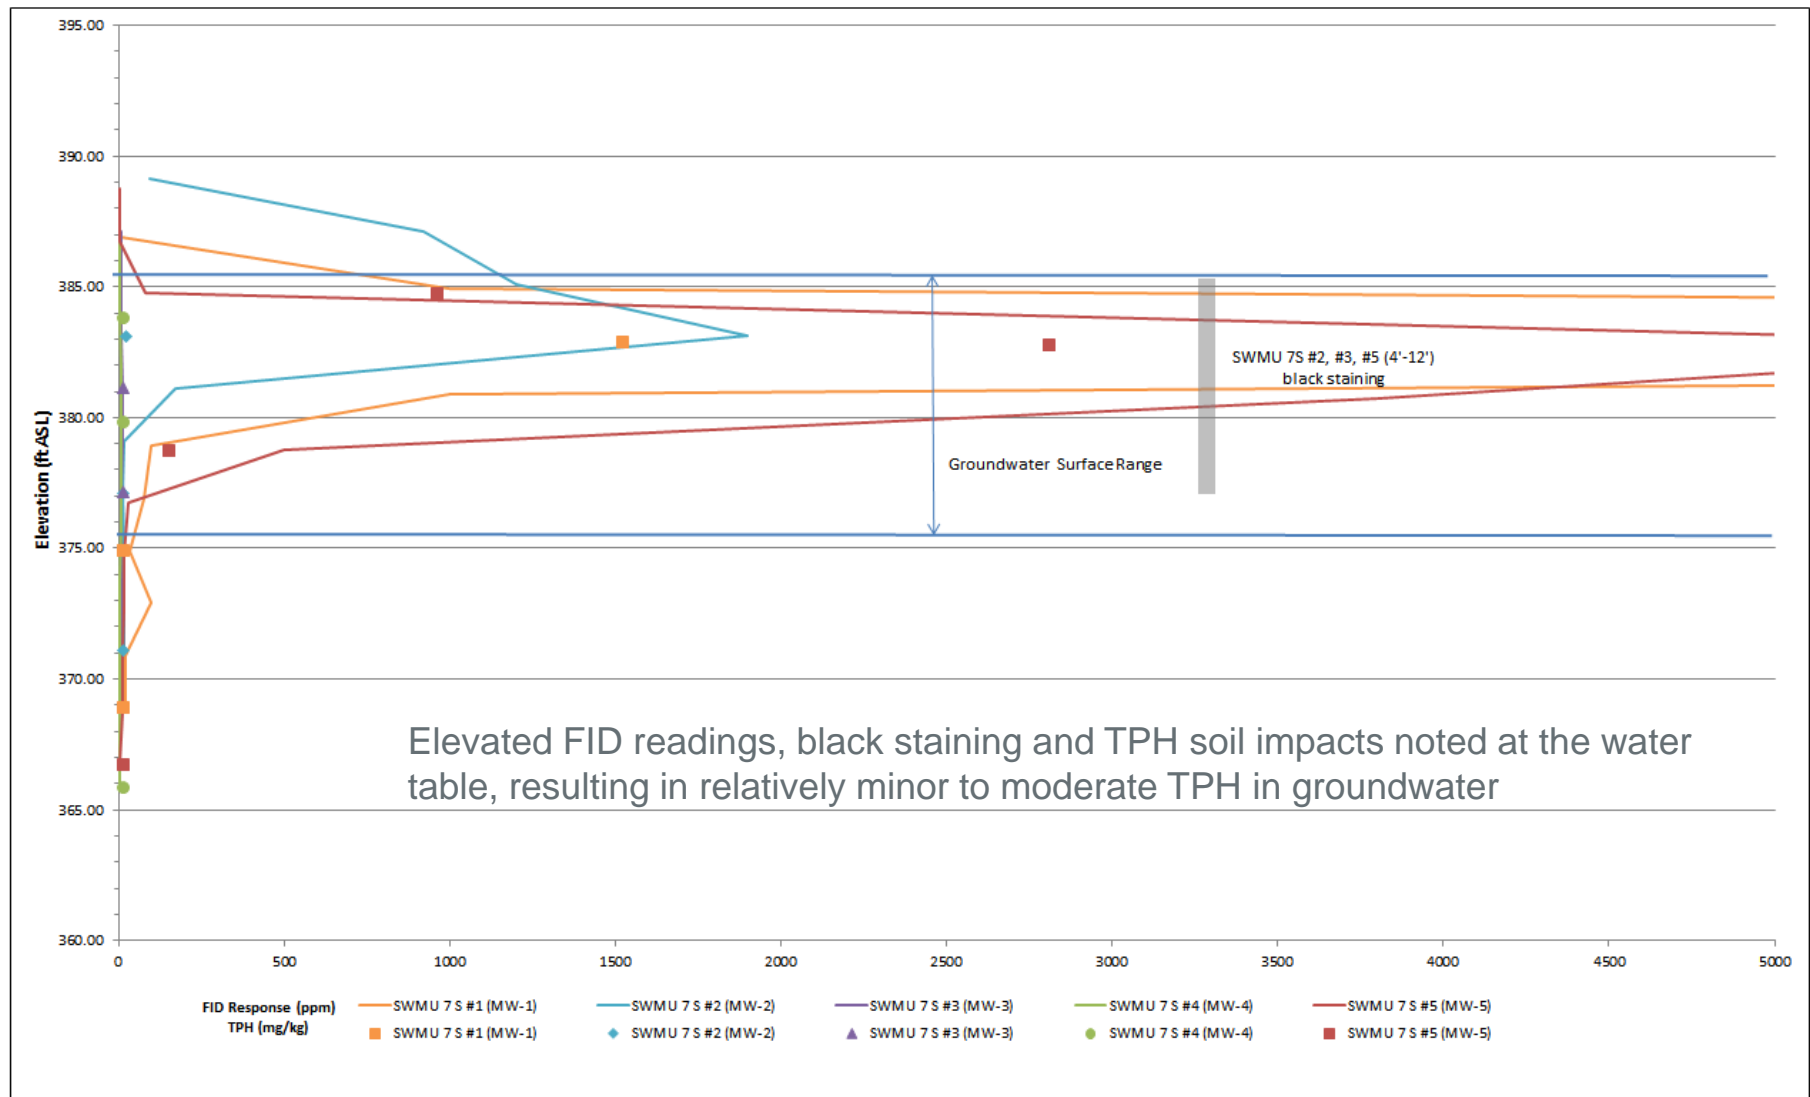 395.00
390.00
385.00
380.00
375.00
370.00
365.00
360.00
Elevation (ft ASL)
SWMU 7S #2, #3, #5 (4'-12')
black staining
Groundwater Surface Range
Elevated FID readings, black staining and TPH soil impacts noted at the water
table, resulting in relatively minor to moderate TPH in groundwater
0 500 1000 1500 2000 2500 3000 3500 4000 4500 5000
FID Response (ppm) SWMU 7 S #1 (MW-1) SWMU 7 S #2 (MW-2) SWMU 7 S #3 (MW-3) SWMU 7 S #4 (MW-4) SWMU 7 S #5 (MW-5)
TPH (mg/kg) SWMU 7 S #1 (MW-1) SWMU 7 S #2 (MW-2) SWMU 7 S #3 (MW-3) SWMU 7 S #4 (MW-4) SWMU 7 S #5 (MW-5)